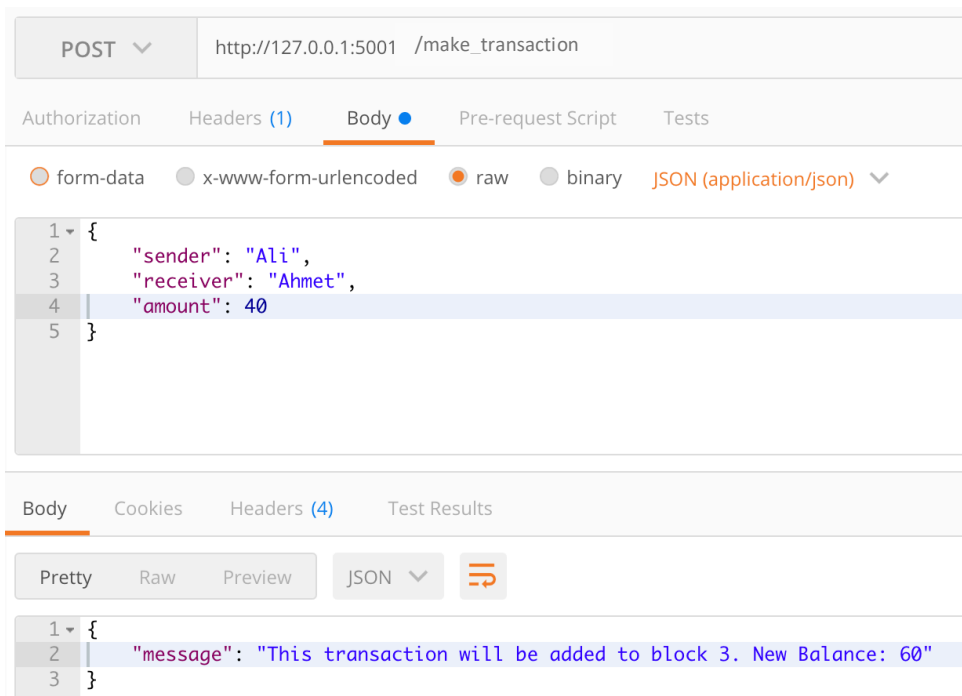 POST http://127.0.0.1:5001 /make_transaction
Authorization Headers (1) Body Pre-request Script Tests
form-data x-www-form-urlencoded raw binary JSON (application/json)
1 {
2 "sender": "Ali",
3 "receiver": "Ahmet",
4 "amount": 40
5 }
Body Cookies Headers (4) Test Results
Pretty Raw Preview JSON
1 {
2 "message": "This transaction will be added to block 3. New Balance: 60"
3 }